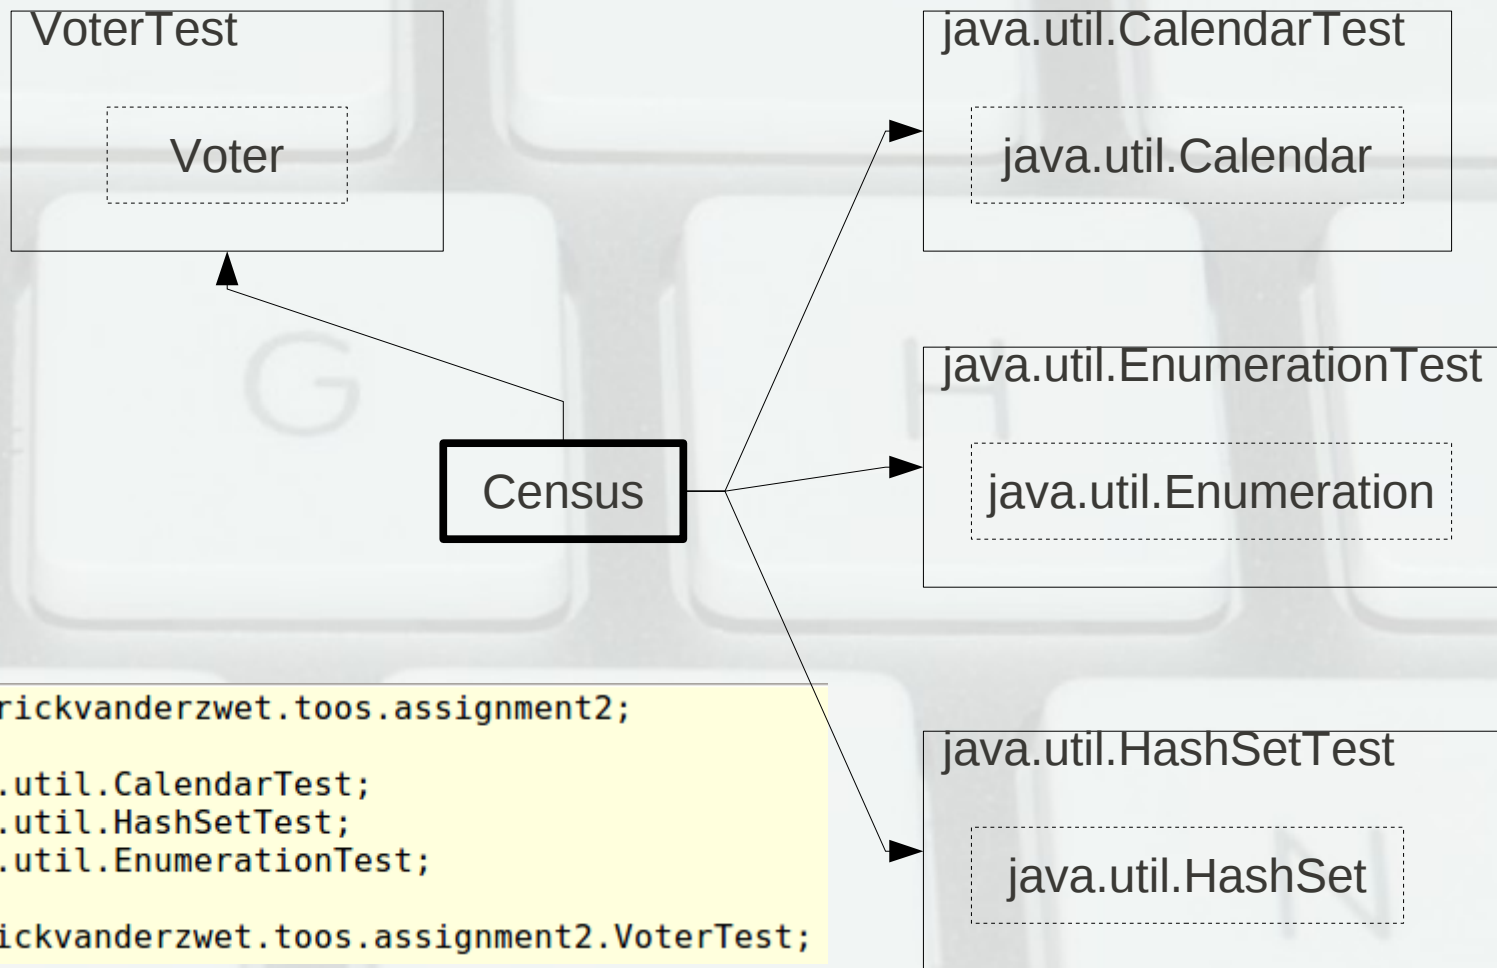 VoterTest
Voter
java.util.CalendarTest
java.util.Calendar
java.util.EnumerationTest
java.util.Enumeration
Census
java.util.HashSetTest
java.util.HashSet
rickvanderzwet.toos.assignment2;
.util.CalendarTest;
.util.HashSetTest;
.util.EnumerationTest;
ickvanderzwet.toos.assignment2.VoterTest;
G
H
N